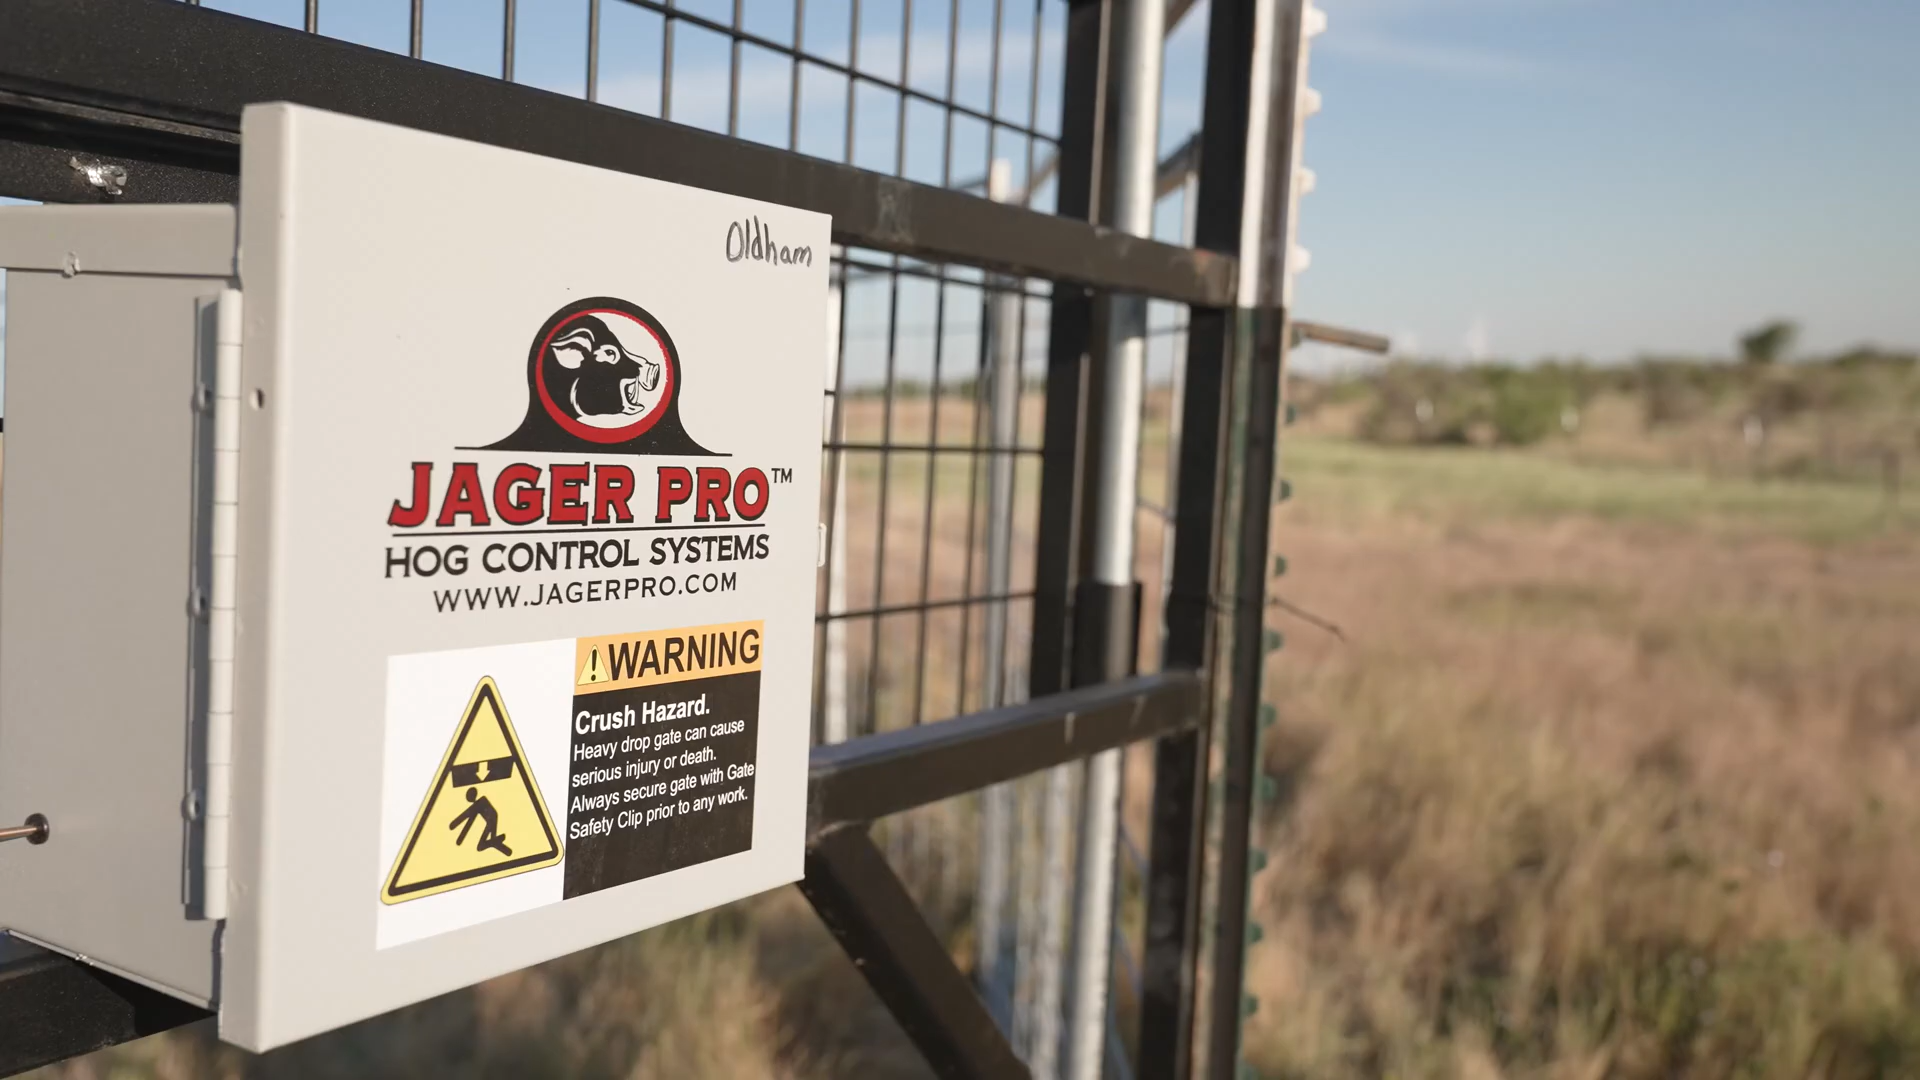 Oldham
JAGER PRO™
HOG CONTROL SYSTEMS
WWW.JAGERPRO.COM
WARNING
Crush Hazard.
Heavy drop gate can cause
serious injury or death.
Always secure gate with Gate
Safety Clip prior to any work.